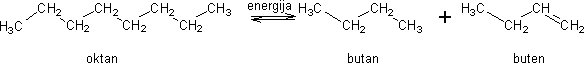 CH₂ CH₂ CH₂ CH₃ energija H₃C CH₂ + H₃C CH
H₃C CH₂ CH₂ CH₂ CH₂ CH₃ CH₂ CH₂
oktan butan buten